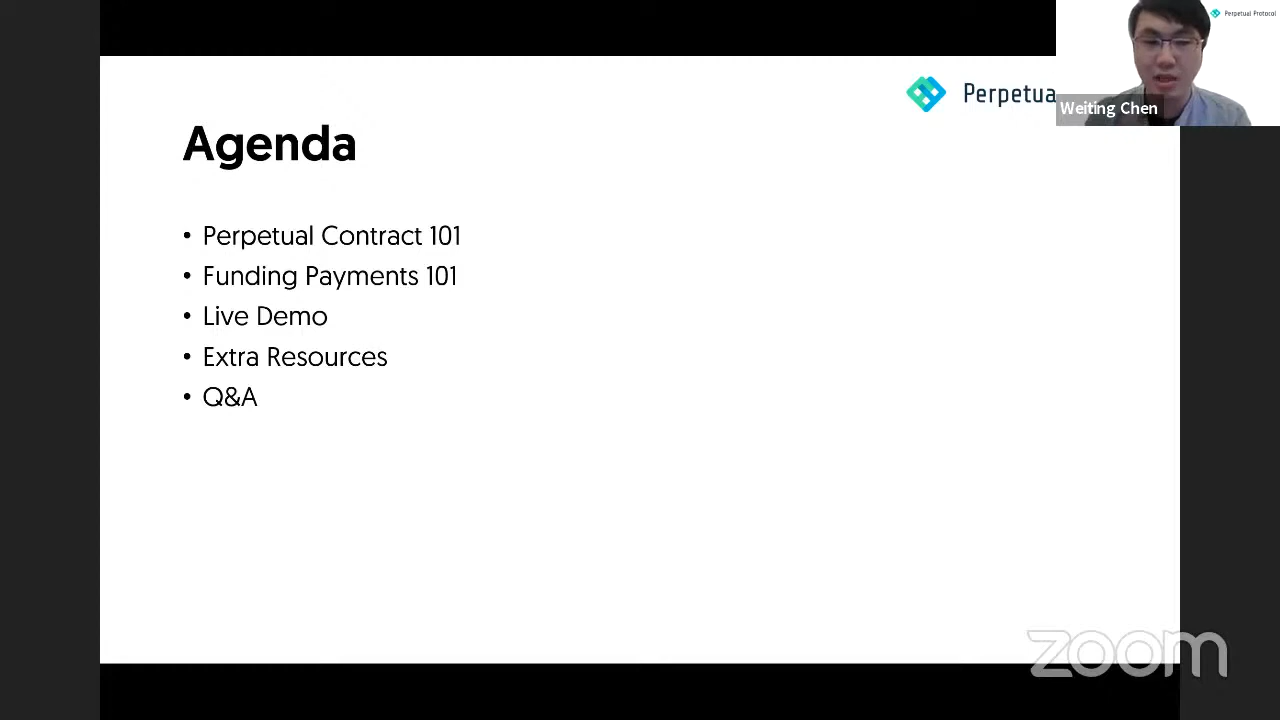 Perpetual Protocol
Perpetua
Weiting Chen
Agenda
• Perpetual Contract 101
• Funding Payments 101
• Live Demo
• Extra Resources
• Q&A
zoom